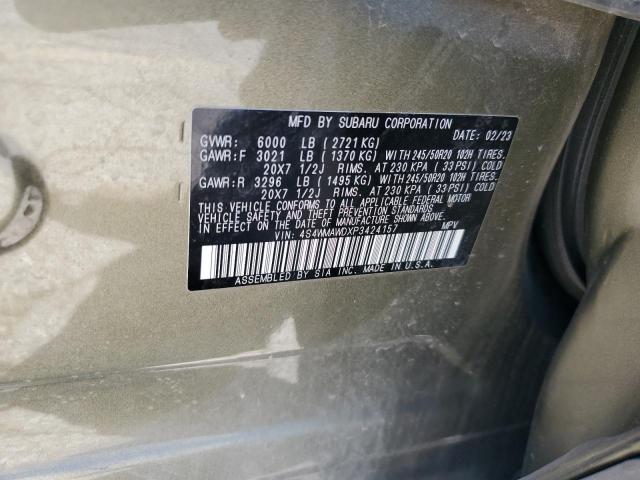 MFD BY SUBARU CORPORATION
DATE: 02/23
GVWR: 6000 LB (2721 KG)
GAWR:F 3021 LB (1370 KG) WITH 245/50R20 102H TIRES.
20X7 1/2J RIMS. AT 230 KPA (33 PSI) COLD
GAWR:R 3296 LB (1495 KG) WITH 245/50R20 102H TIRES.
20X7 1/2J RIMS. AT 230 KPA (33 PSI) COLD
THIS VEHICLE CONFORMS TO ALL APPLICABLE FEDERAL MOTOR
VEHICLE SAFETY AND THEFT PREVENTION STANDARDS
IN EFFECT ON THE DATE OF MANUFACTURE SHOWN ABOVE.
VIN: 4S4WMAWDXP3424157 MPV
ASSEMBLED BY SIA INC. MADE IN U.S.A.